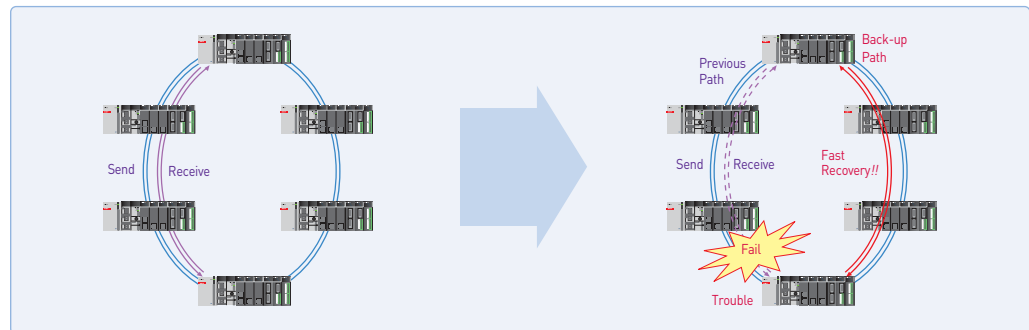 Send
Receive
Previous
Path
Back-up
Path
Send
Receive
Fast
Recovery!!
Fail
Trouble